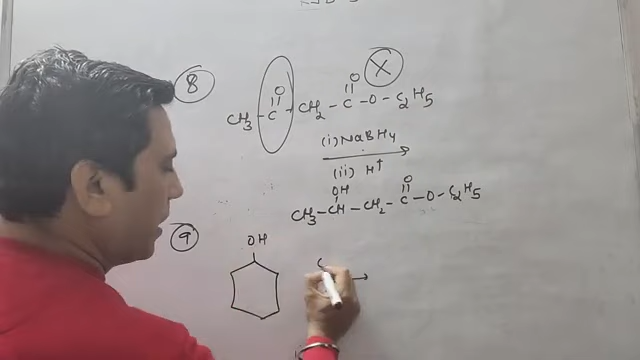 8
O O X
CH3 - C - CH2 - C - O - C2H5
(i) NaBH4
(ii) H+
OH O
CH3 - CH - CH2 - C - O - C2H5
9
OH